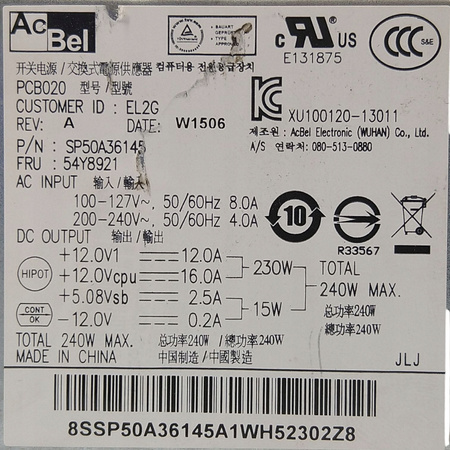 AcBel
BAUART
GEPRÜFT
TYPE
APPROVED
c UL US
E131875
CCC S&E
开关电源/交換式電源供應器 컴퓨터용 전원공급장치
PCB020 型号/型號
CUSTOMER ID : EL2G
REV: A W1506
P/N : SP50A36145
FRU : 54Y8921
XU100120-13011
제조원: AcBel Electronic (WUHAN) Co., Ltd.
A/S 연락처: 080-513-0880
AC INPUT 输入/輸入
100-127V~, 50/60Hz 8.0A
200-240V~, 50/60Hz 4.0A
10
R33567
DC OUTPUT 输出/輸出
HIPOT
+12.0V1 12.0A
+12.0Vcpu 16.0A
230W
+5.08Vsb 2.5A
-12.0V 0.2A
15W
CONT
OK
TOTAL
240W MAX.
总功率240W
總功率240W
TOTAL 240W MAX. 总功率240W / 總功率240W
MADE IN CHINA 中国制造/中國製造
JLJ
8SSP50A36145A1WH52302Z8